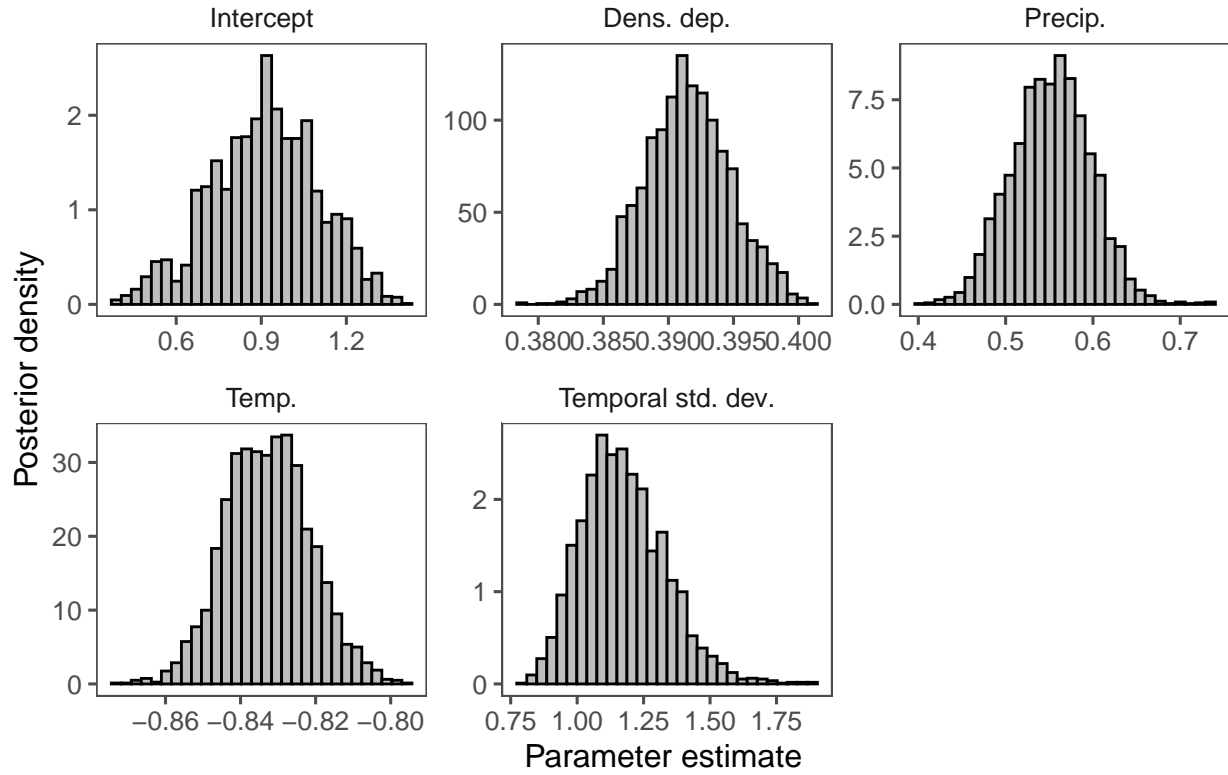 Intercept
Dens. dep.
Precip.
2
1
0
100
50
0
7.5
5.0
2.5
0.0
0.6 0.9 1.2
0.380 0.385 0.390 0.395 0.400
0.4 0.5 0.6 0.7
Posterior density
Temp.
Temporal std. dev.
30
20
10
0
2
1
0
−0.86 −0.84 −0.82 −0.80
0.75 1.00 1.25 1.50 1.75
Parameter estimate